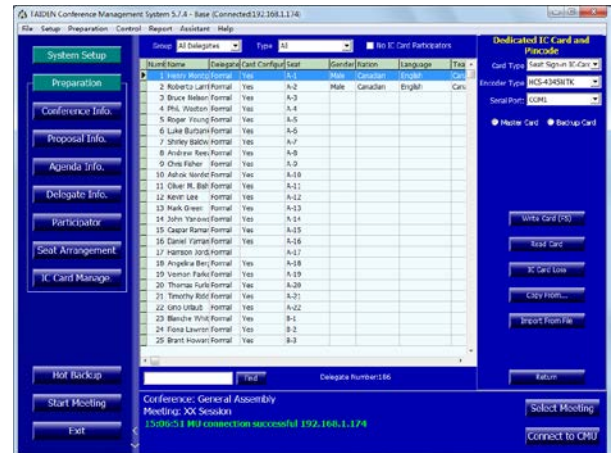 TAIDEN Conference Management System 5.7.4 - Base (Connected:192.168.1.174)
File Setup Preparation Control Report Assistant Help
System Setup
Preparation
Conference Info.
Proposal Info.
Agenda Info.
Delegate Info.
Participator
Seat Arrangement
IC Card Manage.
Hot Backup
Start Meeting
Exit
Group All Delegates Type All No IC Card Participators
Name Delegate Card Configur Seat Gender Nation Language
1 Henry Delegate Formal Yes A-1 Male Canadian English
2 Roberto Formal Yes A-2 Male Canadian English
3 Bruce Nelson Formal Yes A-3
4 Phil Weston Formal Yes A-4
5 Roger Young Formal Yes A-5
6 Luke Formal Yes A-6
7 Shirley Formal Yes A-7
8 Andrew Formal Yes A-8
9 Chris Fisher Formal Yes A-9
10 Ashok Formal Yes A-10
11 Oliver M. Formal Yes A-11
12 Kevin Lee Formal Yes A-12
13 Mark Green Formal Yes A-13
14 John Formal Yes A-14
15 Caspar Formal Yes A-15
16 Daniel Formal Yes A-16
17 Harrison Formal A-17
18 Angelica Formal Yes A-18
19 Vernon Formal Yes A-19
20 Thomas Formal Yes A-20
21 Timothy Formal Yes A-21
22 Gino Urlaub Formal Yes A-22
23 Blanche Formal Yes B-1
24 Fiona Formal Yes B-2
25 Brant Formal Yes B-3
Find Delegate Number:186
Conference: General Assembly
Meeting: XX Session
15:06:51 MU connection successful 192.168.1.174
Dedicated IC Card and
Pincode
Card Type Seat Sign-in IC-Car
Encoder Type HCS-4345NTK
Serial Port: COM1
Master Card Backup Card
Write Card (F5)
Read Card
IC Card Loss
Copy From...
Import From File
Return
Select Meeting
Connect to CMU